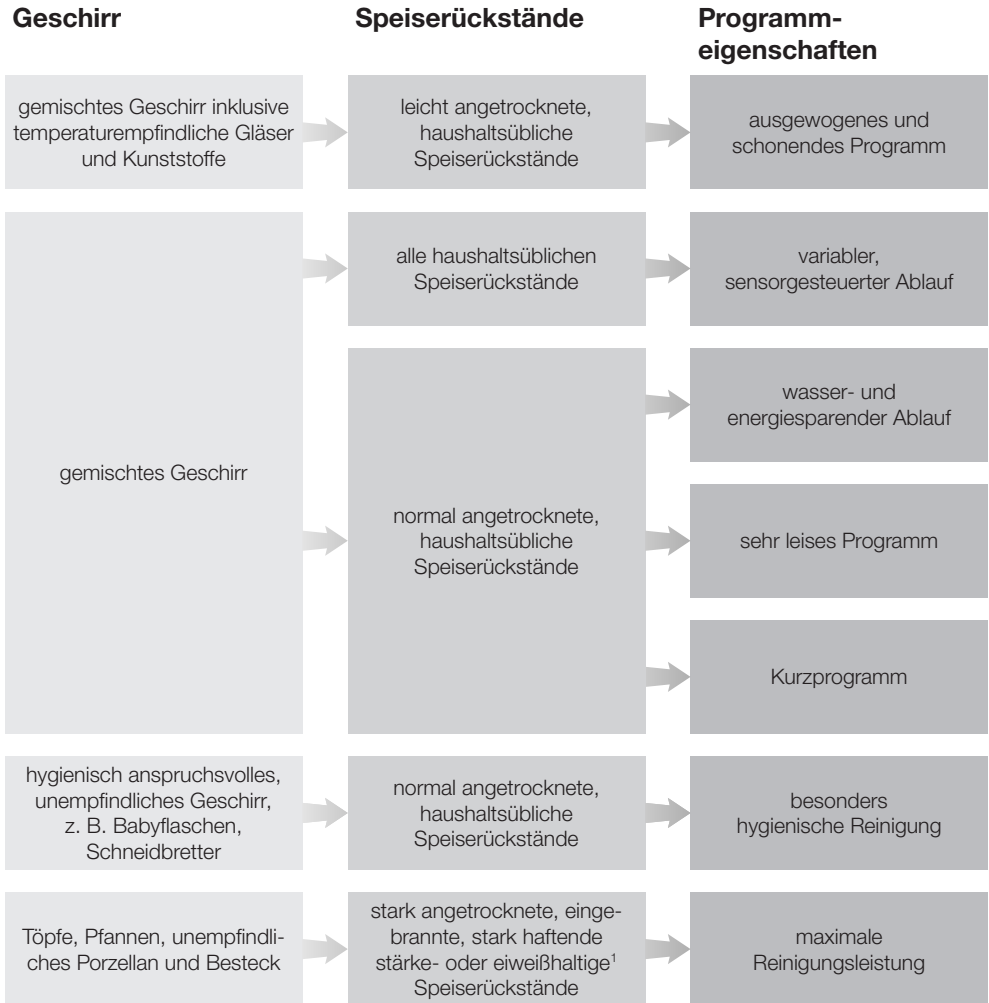 Geschirr
Speiserückstände
Programm-
eigenschaften
gemischtes Geschirr inklusive
temperaturempfindliche Gläser
und Kunststoffe
leicht angetrocknete,
haushaltsübliche
Speiserückstände
ausgewogenes und
schonendes Programm
gemischtes Geschirr
alle haushaltsüblichen
Speiserückstände
variabler,
sensorgesteuerter Ablauf
normal angetrocknete,
haushaltsübliche
Speiserückstände
wasser- und
energiesparender Ablauf
sehr leises Programm
Kurzprogramm
hygienisch anspruchsvolles,
unempfindliches Geschirr,
z. B. Babyflaschen,
Schneidbretter
normal angetrocknete,
haushaltsübliche
Speiserückstände
besonders
hygienische Reinigung
Töpfe, Pfannen, unempfindli-
ches Porzellan und Besteck
stark angetrocknete, einge-
brannte, stark haftende
stärke- oder eiweißhaltige¹
Speiserückstände
maximale
Reinigungsleistung